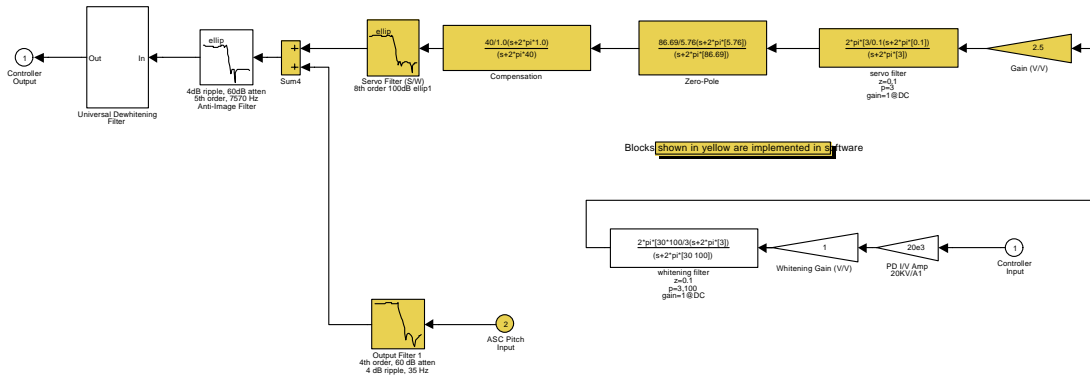 1
Controller
Output
Out
In
Universal Dewhitening
Filter
ellip
4dB ripple, 60dB atten
5th order, 7570 Hz
Anti-Image Filter
+
+
Sum4
ellip
Servo Filter (S/W)
8th order 100dB ellip1
40/1.0(s+2*pi*1.0)
(s+2*pi*40)
Compensation
86.69/5.76(s+2*pi*[5.76])
(s+2*pi*[86.69])
Zero-Pole
2*pi*[3/0.1(s+2*pi*[0.1])
(s+2*pi*[3])
servo filter
z=0.1
p=3
gain=1@DC
2.5
Gain (V/V)
Blocks shown in yellow are implemented in software
2*pi*[30*100/3(s+2*pi*[3])
(s+2*pi*[30 100])
whitening filter
z=0.1
p=3,100
gain=1@DC
1
Whitening Gain (V/V)
20e3
PD I/V Amp
20KV/A1
1
Controller
Input
Output Filter 1
4th order, 60 dB atten
4 dB ripple, 35 Hz
2
ASC Pitch
Input